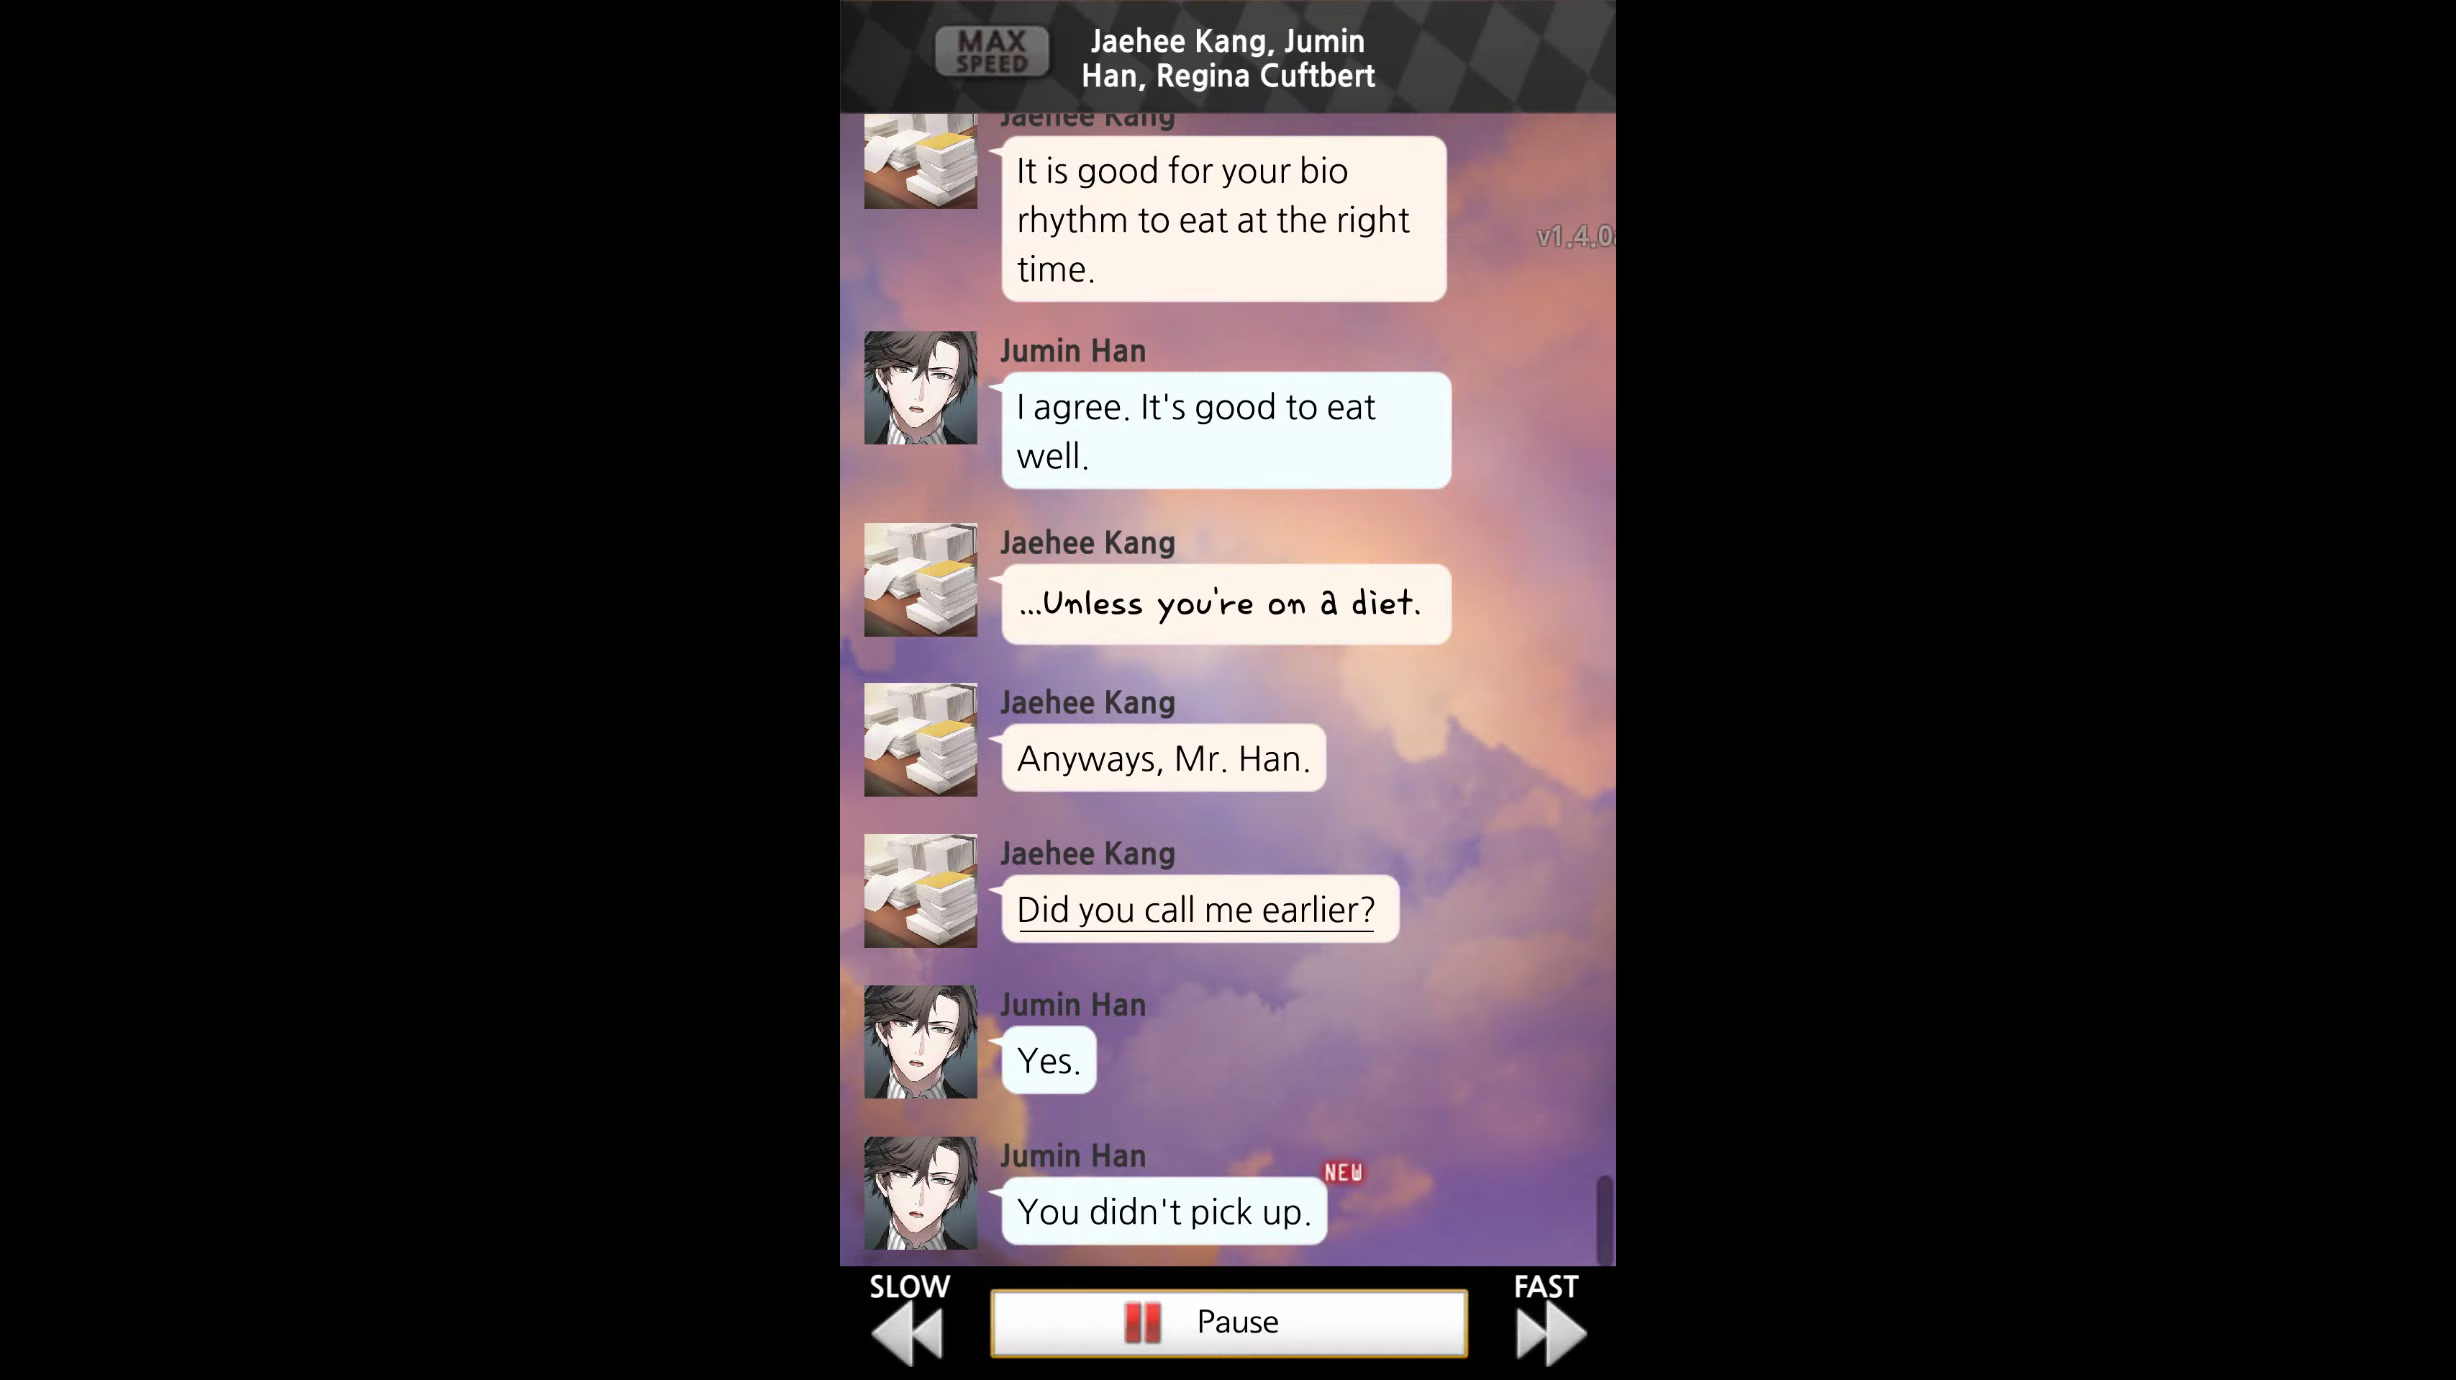 MAX
SPEED
Jaehee Kang, Jumin
Han, Regina Cuftbert
Jaehee Kang
It is good for your bio
rhythm to eat at the right
time.
v1.4.0
Jumin Han
I agree. It's good to eat
well.
Jaehee Kang
...Unless you're on a diet.
Jaehee Kang
Anyways, Mr. Han.
Jaehee Kang
Did you call me earlier?
Jumin Han
Yes.
Jumin Han
NEW
You didn't pick up.
SLOW
Pause
FAST